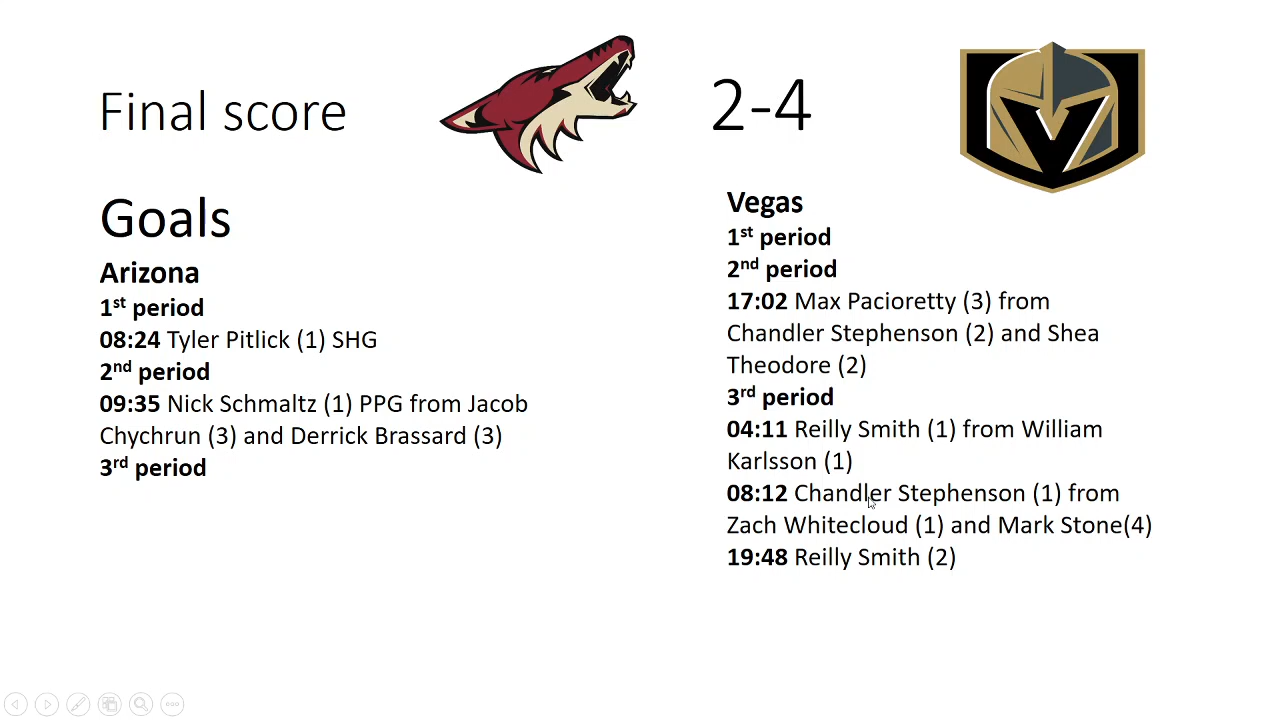 Final score
2-4
Goals
Arizona
1st period
08:24 Tyler Pitlick (1) SHG
2nd period
09:35 Nick Schmaltz (1) PPG from Jacob
Chychrun (3) and Derrick Brassard (3)
3rd period
Vegas
1st period
2nd period
17:02 Max Pacioretty (3) from
Chandler Stephenson (2) and Shea
Theodore (2)
3rd period
04:11 Reilly Smith (1) from William
Karlsson (1)
08:12 Chandler Stephenson (1) from
Zach Whitecloud (1) and Mark Stone(4)
19:48 Reilly Smith (2)